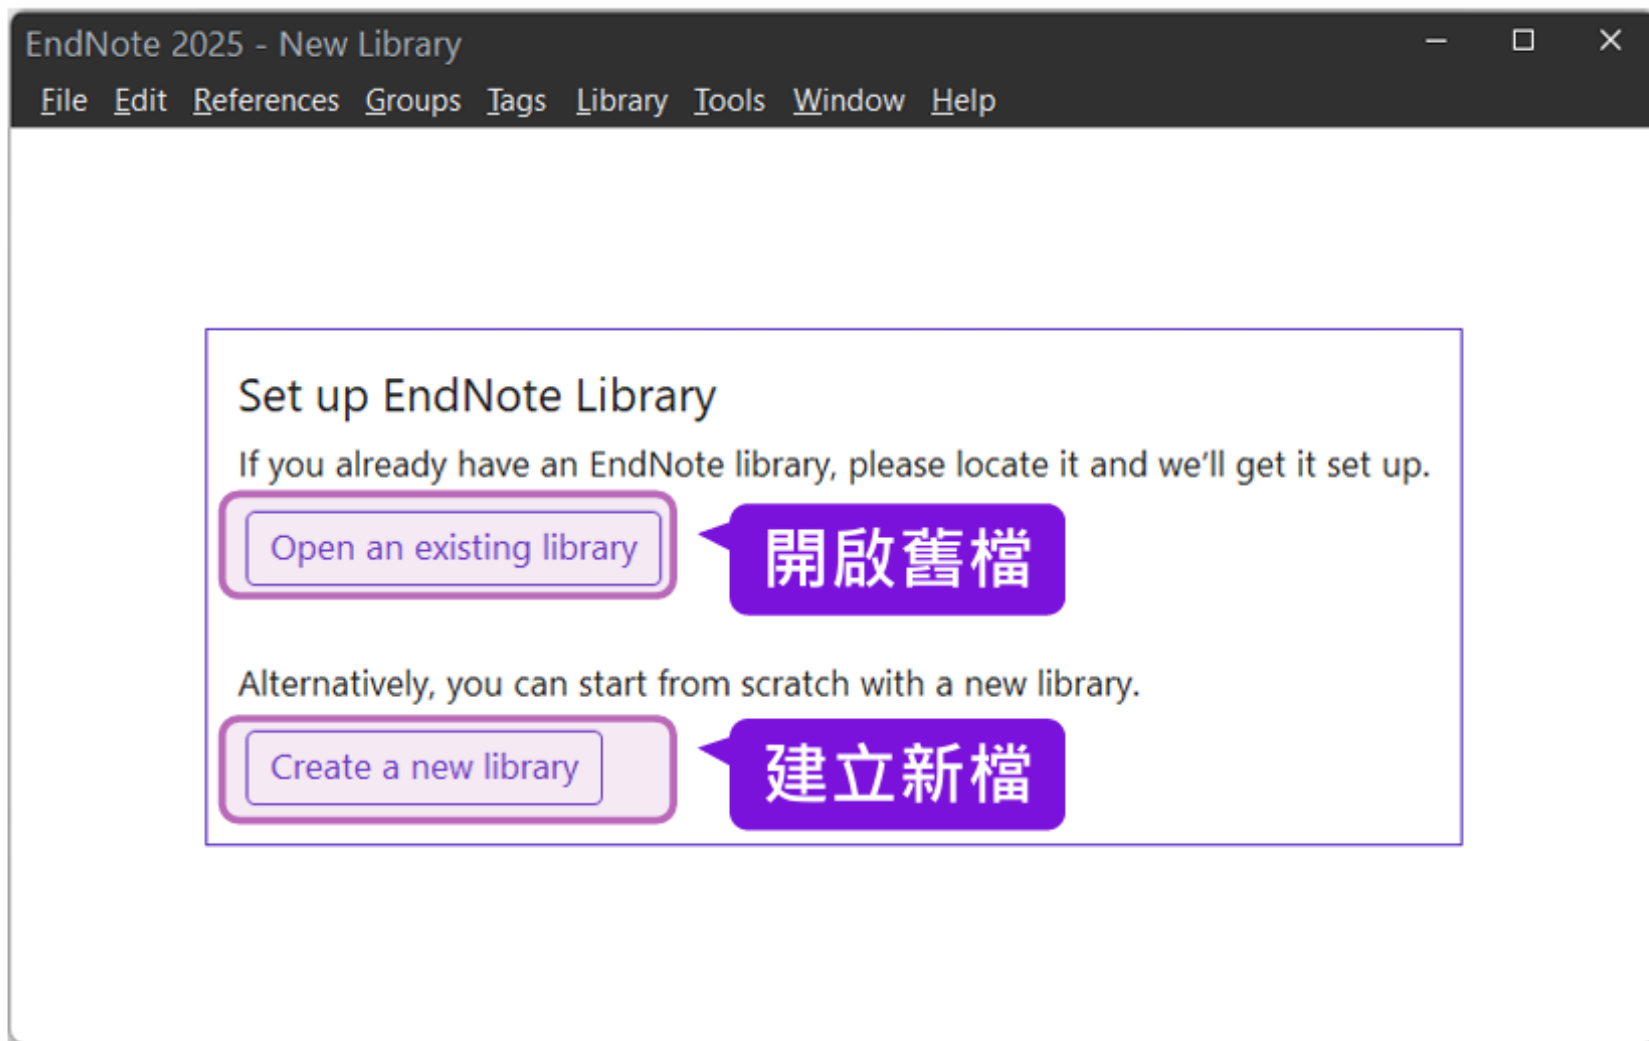 EndNote 2025 - New Library
File Edit References Groups Tags Library Tools Window Help
Set up EndNote Library
If you already have an EndNote library, please locate it and we’ll get it set up.
Open an existing library
開啟舊檔
Alternatively, you can start from scratch with a new library.
Create a new library
建立新檔